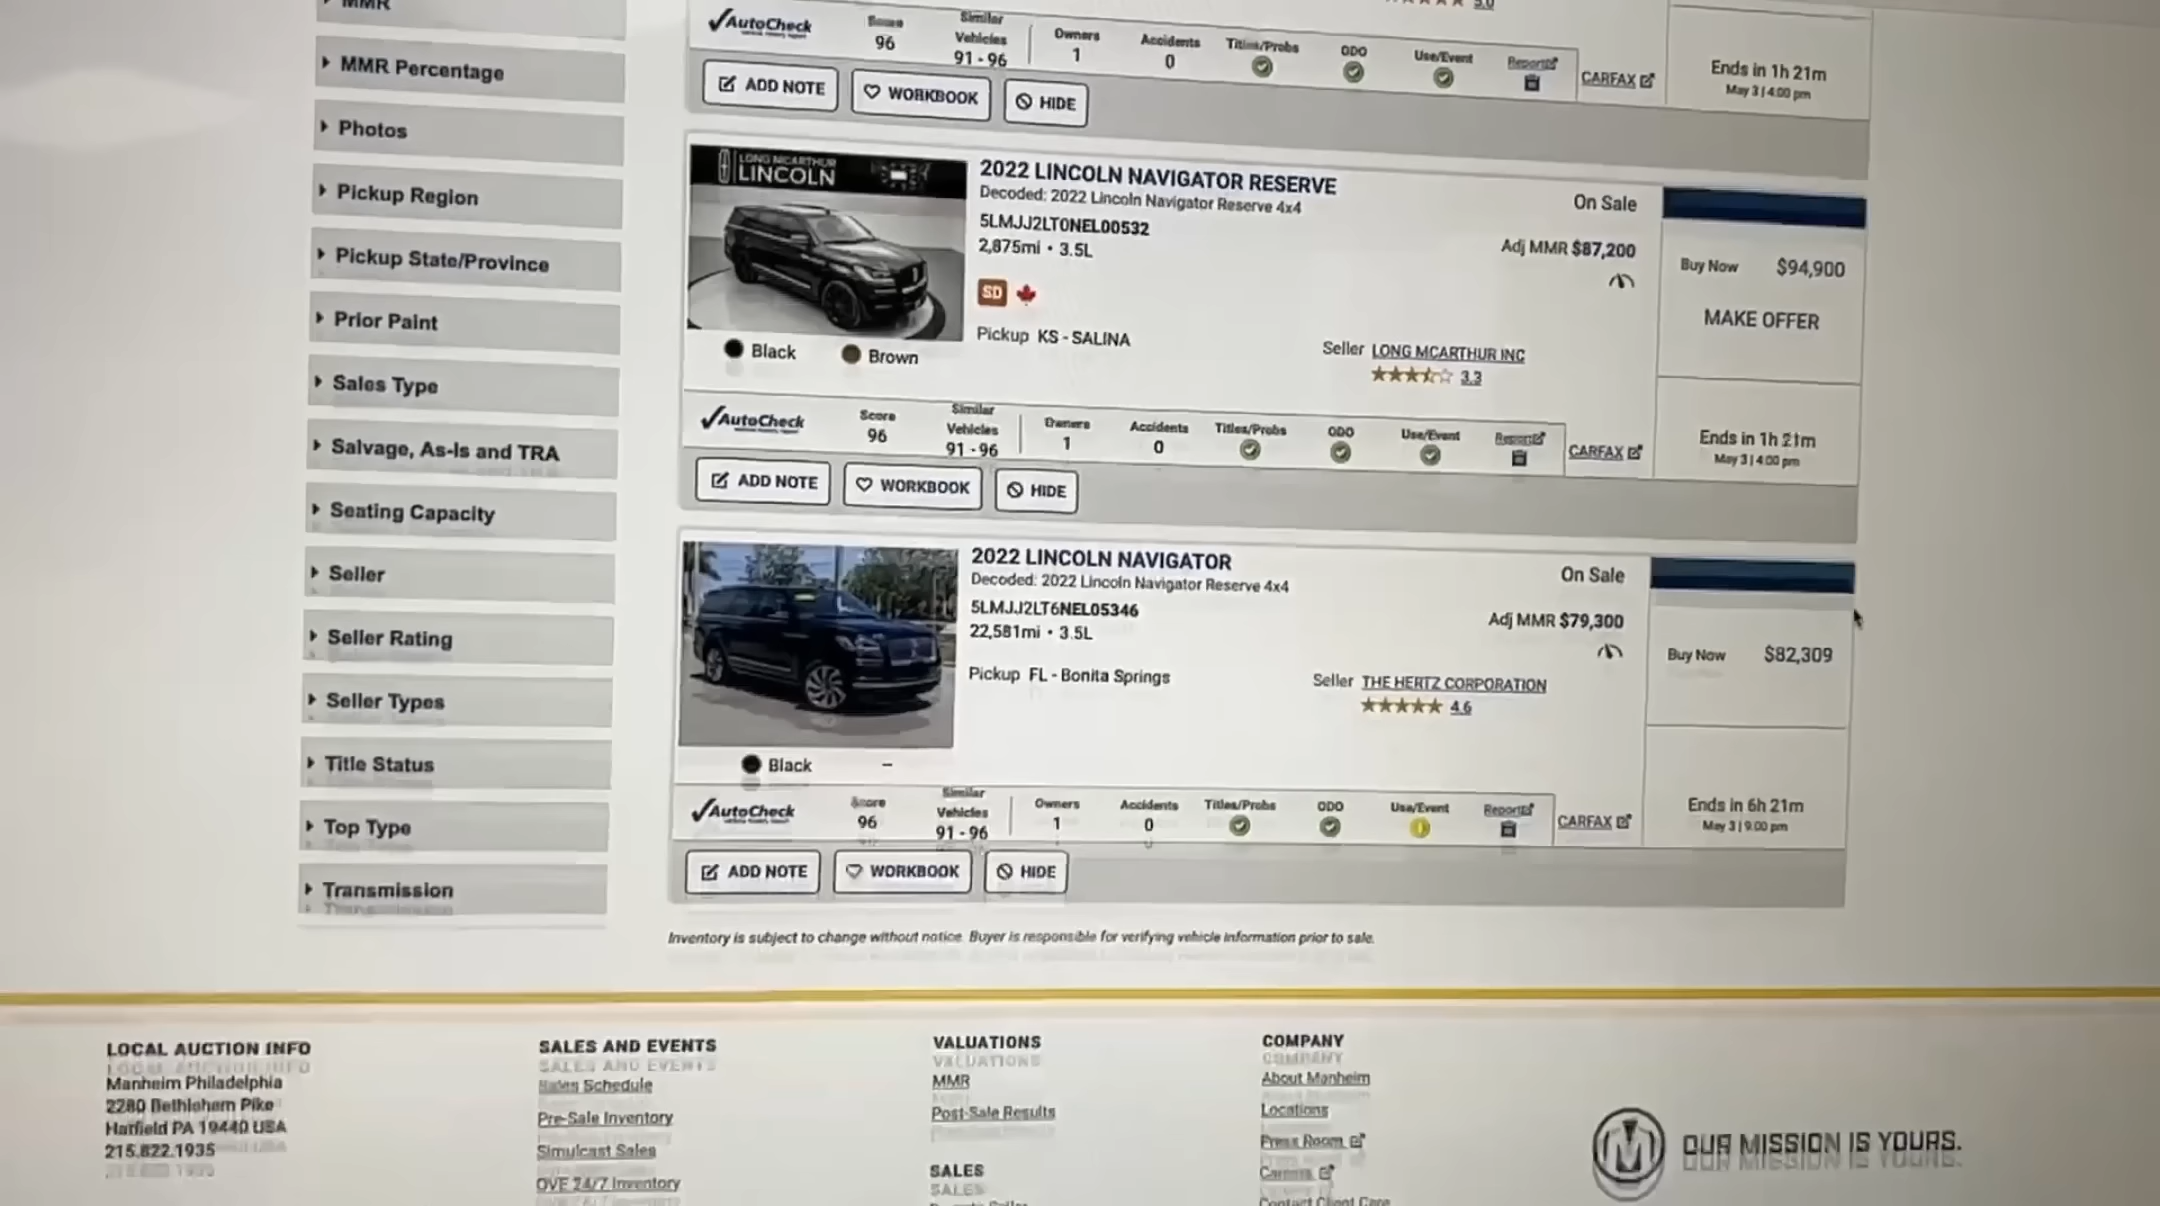 MMR
MMR Percentage
Photos
Pickup Region
Pickup State/Province
Prior Paint
Sales Type
Salvage, As-Is and TRA
Seating Capacity
Seller
Seller Rating
Seller Types
Title Status
Top Type
Transmission
5.0
AutoCheck
Score
96
Similar
Vehicles
91 - 96
Owners
1
Accidents
0
Titles/Probs
ODO
Use/Event
Report
CARFAX
Ends in 1h 21m
May 3 | 4:00 pm
ADD NOTE
WORKBOOK
HIDE
LONG MCARTHUR
LINCOLN
2022 LINCOLN NAVIGATOR RESERVE
Decoded: 2022 Lincoln Navigator Reserve 4x4
5LMJJ2LT0NEL00532
2,875mi • 3.5L
SD
Pickup KS - SALINA
Black
Brown
On Sale
Adj MMR $87,200
Seller LONG MCARTHUR INC
3.3
Buy Now $94,900
MAKE OFFER
AutoCheck
Score
96
Similar
Vehicles
91 - 96
Owners
1
Accidents
0
Titles/Probs
ODO
Use/Event
Report
CARFAX
Ends in 1h 21m
May 3 | 4:00 pm
ADD NOTE
WORKBOOK
HIDE
2022 LINCOLN NAVIGATOR
Decoded: 2022 Lincoln Navigator Reserve 4x4
5LMJJ2LT6NEL05346
22,581mi • 3.5L
Pickup FL - Bonita Springs
Black
–
On Sale
Adj MMR $79,300
Seller THE HERTZ CORPORATION
4.6
Buy Now $82,309
AutoCheck
Score
96
Similar
Vehicles
91 - 96
Owners
1
Accidents
0
Titles/Probs
ODO
Use/Event
Report
CARFAX
Ends in 6h 21m
May 3 | 9:00 pm
ADD NOTE
WORKBOOK
HIDE
Inventory is subject to change without notice. Buyer is responsible for verifying vehicle information prior to sale.
LOCAL AUCTION INFO
Manheim Philadelphia
2280 Bethlehem Pike
Hatfield PA 19440 USA
215.822.1935
SALES AND EVENTS
Sales Schedule
Pre-Sale Inventory
Simulcast Sales
OVE 24/7 Inventory
VALUATIONS
MMR
Post-Sale Results
SALES
COMPANY
About Manheim
Locations
Press Room
Careers
Contact Client Care
OUR MISSION IS YOURS.